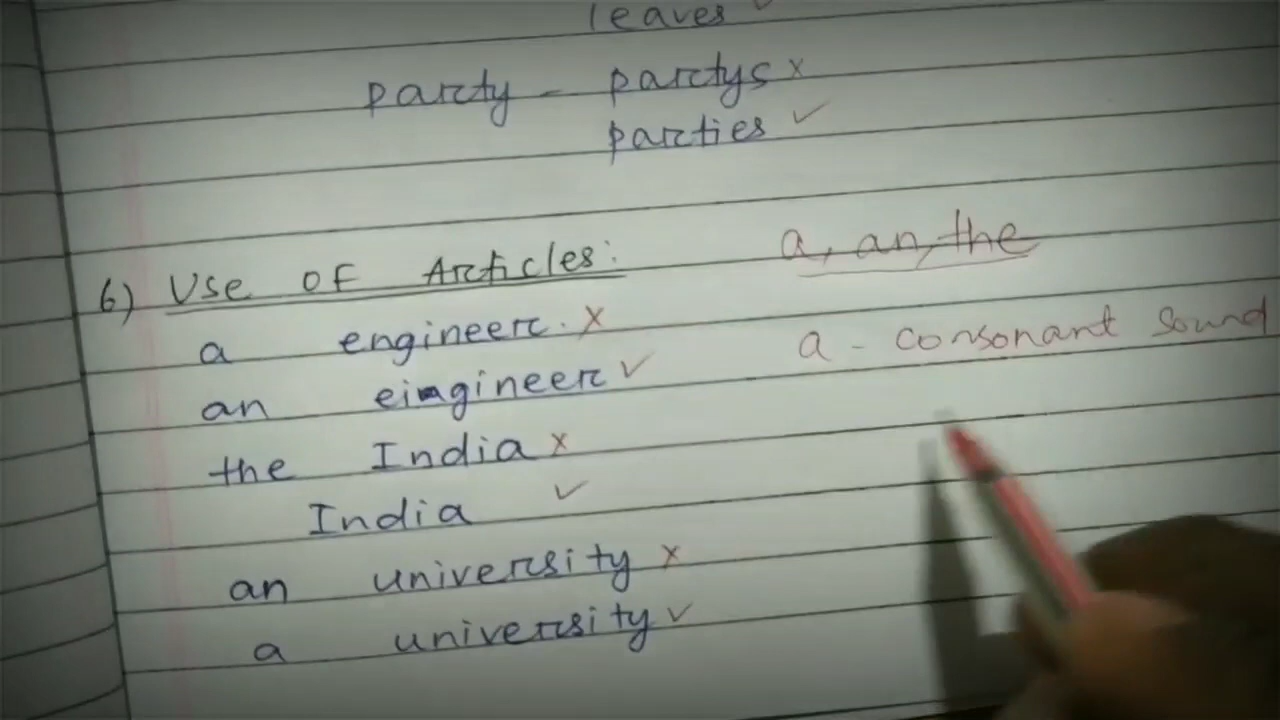 leaves ✓
party - partys ×
parties ✓
6) Use of Articles: a, an, the
a engineer. × a - consonant sound
an eingineer ✓
the India ×
India ✓
an university ×
a university ✓